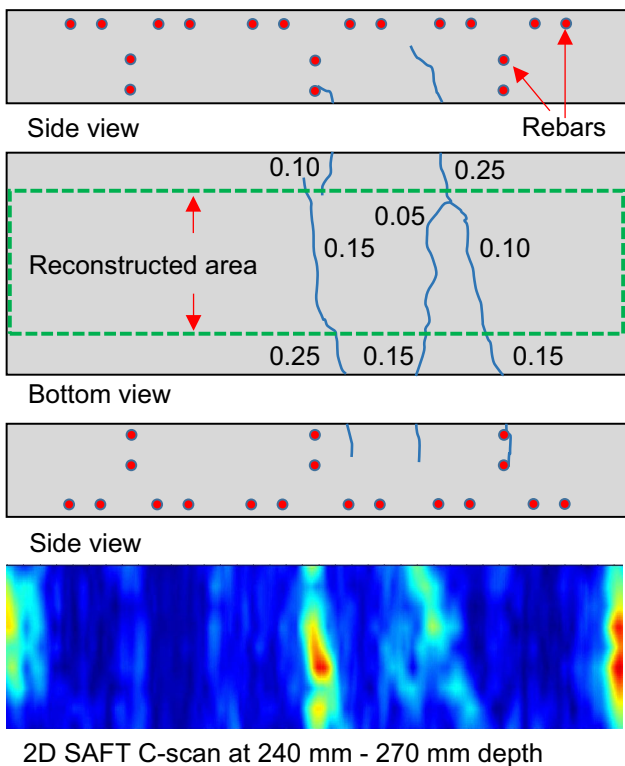 Side view
Rebars
0.10
0.25
0.05
0.15
0.10
Reconstructed area
0.25
0.15
0.15
Bottom view
Side view
2D SAFT C-scan at 240 mm - 270 mm depth